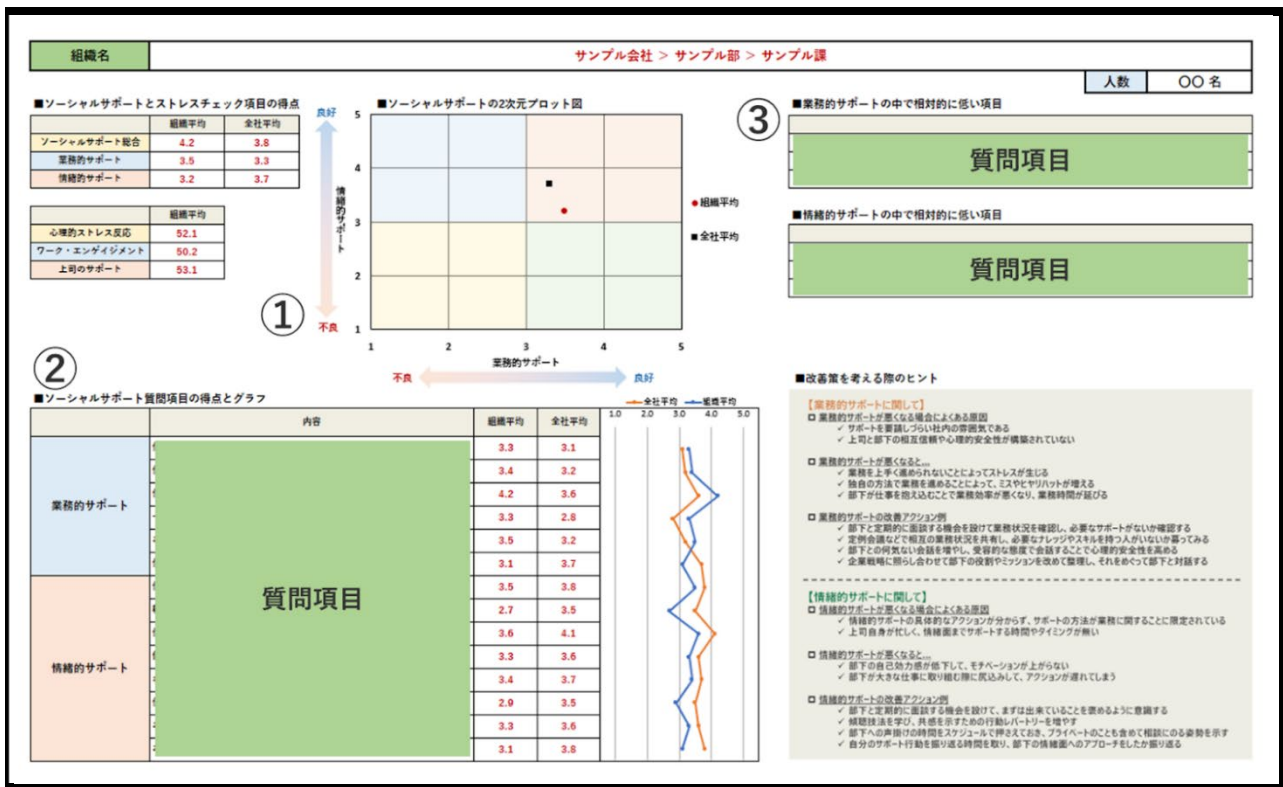 組織名
サンプル会社 > サンプル部 > サンプル課
人数
〇〇 名
■ソーシャルサポートとストレスチェック項目の得点
組織平均 全社平均
ソーシャルサポート総合 4.2 3.8
業務的サポート 3.5 3.3
情緒的サポート 3.2 3.7
組織平均
心理的ストレス反応 52.1
ワーク・エンゲイジメント 50.2
上司のサポート 53.1
①
■ソーシャルサポートの2次元プロット図
良好
情緒的サポート
不良
5
4
3
2
1
1 2 3 4 5
業務的サポート
不良
良好
●組織平均
■全社平均
③
■業務的サポートの中で相対的に低い項目
質問項目
■情緒的サポートの中で相対的に低い項目
質問項目
②
■ソーシャルサポート質問項目の得点とグラフ
内容 組織平均 全社平均
全社平均 組織平均
1.0 2.0 3.0 4.0 5.0
業務的サポート
3.3 3.1
3.4 3.2
4.2 3.6
3.3 2.8
3.5 3.2
3.1 3.7
質問項目
情緒的サポート
3.5 3.8
2.7 3.5
3.6 4.1
3.3 3.6
3.4 3.7
2.9 3.5
3.3 3.6
3.1 3.8
■改善策を考える際のヒント
【業務的サポートに関して】
□ 業務的サポートが悪くなる場合によくある原因
✓ サポートを要請しづらい社内の雰囲気である
✓ 上司と部下の相互信頼や心理的安全性が構築されていない
□ 業務的サポートが悪くなると…
✓ 業務を上手く進められないことによってストレスが生じる
✓ 独自の方法で業務を進めることによって、ミスやヒヤリハットが増える
✓ 部下が仕事を抱え込むことで業務効率が悪くなり、業務時間が延びる
□ 業務的サポートの改善アクション例
✓ 部下と定期的に面談する機会を設けて業務状況を確認し、必要なサポートがないか確認する
✓ 定例会議などで相互の業務状況を共有し、必要なナレッジやスキルを持つ人がいないか募ってみる
✓ 部下との何気ない会話を増やし、受容的な態度で会話することで心理的安全性を高める
✓ 企業戦略に照らし合わせて部下の役割やミッションを改めて整理し、それをめぐって部下と対話する
【情緒的サポートに関して】
□ 情緒的サポートが悪くなる場合によくある原因
✓ 情緒的サポートの具体的なアクションが分からず、サポートの方法が業務に関することに限定されている
✓ 上司自身が忙しく、情緒面までサポートする時間やタイミングが無い
□ 情緒的サポートが悪くなると…
✓ 部下の自己効力感が低下して、モチベーションが上がらない
✓ 部下が大きな仕事に取り組む際に尻込みして、アクションが遅れてしまう
□ 情緒的サポートの改善アクション例
✓ 部下と定期的に面談する機会を設けて、まずは出来ていることを褒めるように意識する
✓ 傾聴技法を学び、共感を示すための行動レパートリーを増やす
✓ 部下への声掛けの時間をスケジュールで押さえておき、プライベートのことも含めて相談にのる姿勢を示す
✓ 自分のサポート行動を振り返る時間を取り、部下の情緒面へのアプローチをしたか振り返る